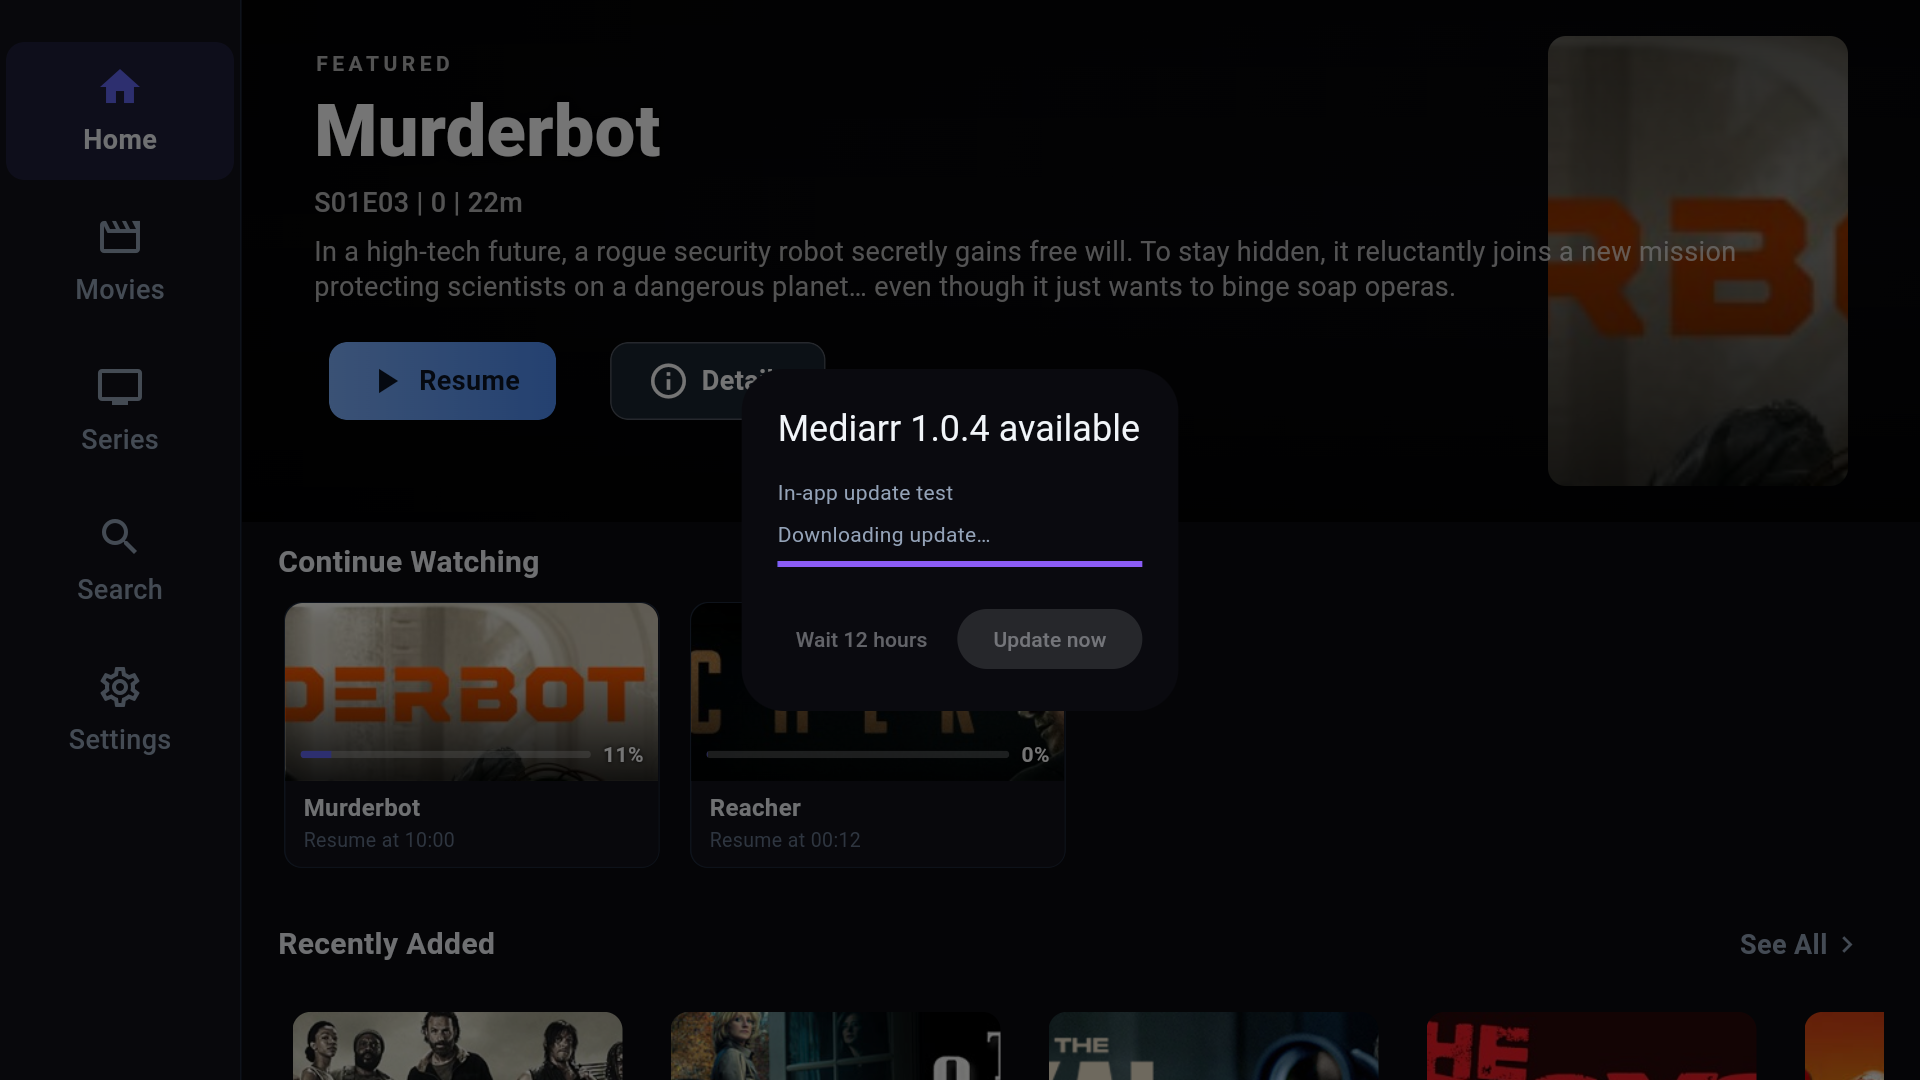 FEATURED
Murderbot
S01E03 | 0 | 22m
In a high-tech future, a rogue security robot secretly gains free will. To stay hidden, it reluctantly joins a new mission
protecting scientists on a dangerous planet... even though it just wants to binge soap operas.
Resume
Home
Movies
Series
Search
Settings
RBO
Mediarr 1.0.4 available
In-app update test
Downloading update...
Wait 12 hours
Update now
Continue Watching
DERBOT
11%
Murderbot
Resume at 10:00
0%
Reacher
Resume at 00:12
Recently Added
See All
THE
HE